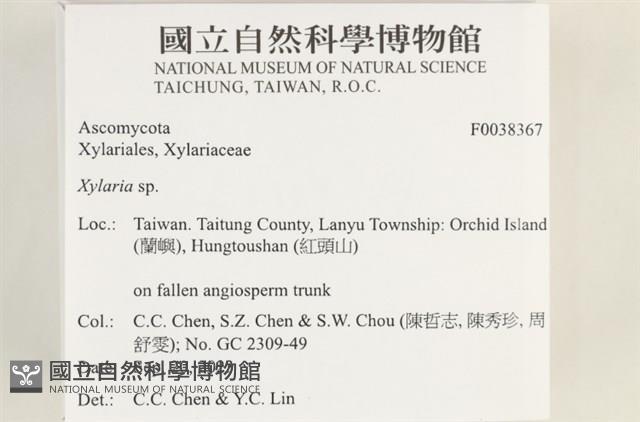 國立自然科學博物館
NATIONAL MUSEUM OF NATURAL SCIENCE
TAICHUNG, TAIWAN, R.O.C.
Ascomycota F0038367
Xylariales, Xylariaceae
Xylaria sp.
Loc.: Taiwan. Taitung County, Lanyu Township: Orchid Island
(蘭嶼), Hungtoushan (紅頭山)
on fallen angiosperm trunk
Col.: C.C. Chen, S.Z. Chen & S.W. Chou (陳哲志, 陳秀珍, 周
舒雯); No. GC 2309-49
Date:
國立自然科學博物館
NATIONAL MUSEUM OF NATURAL SCIENCE
Det.: C.C. Chen & Y.C. Lin